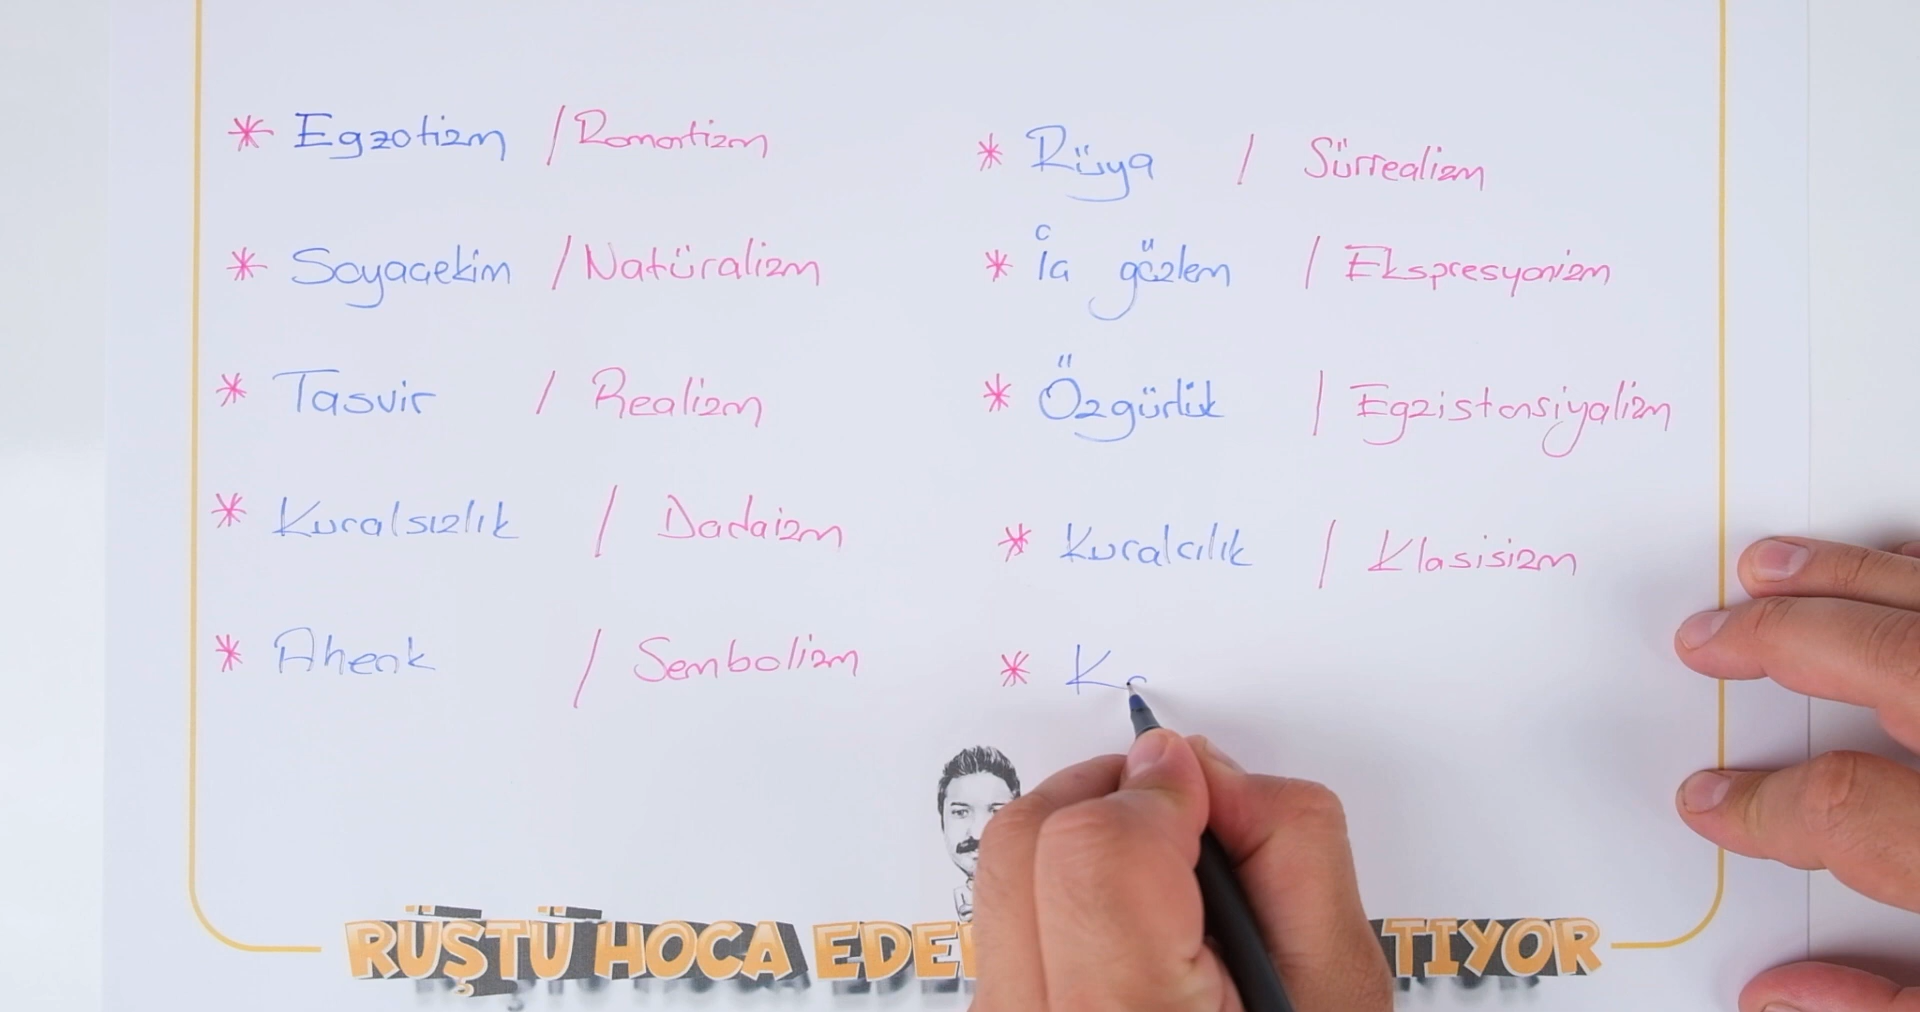 * Egzotizm / Romantizm
* Soyaçekim / Natüralizm
* Tasvir / Realizm
* Kuralsızlık / Dadaizm
* Ahenk / Sembolizm
* Rüya / Sürrealizm
* İç gözlem / Ekspresyonizm
* Özgürlük / Egzistansiyalizm
* Kuralcılık / Klasisizm
* K
RÜŞTÜ HOCA EDE TIYOR